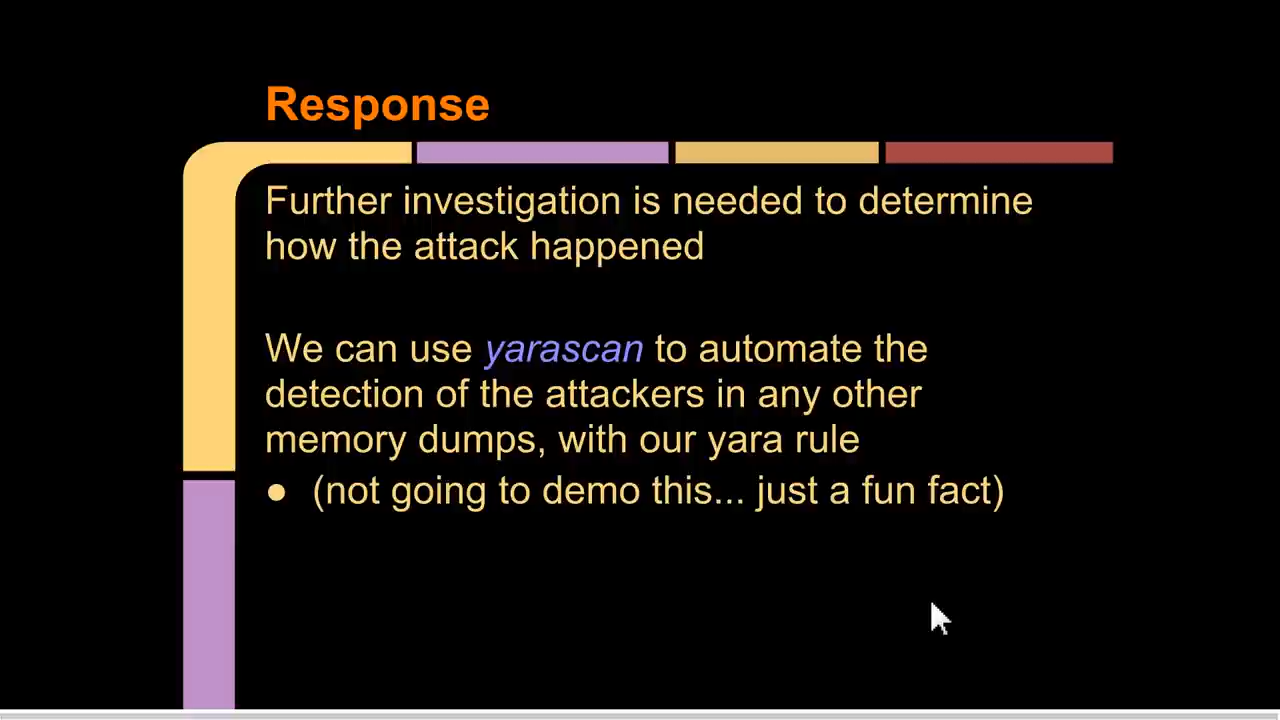 Response
Further investigation is needed to determine
how the attack happened
We can use yarascan to automate the
detection of the attackers in any other
memory dumps, with our yara rule
● (not going to demo this... just a fun fact)